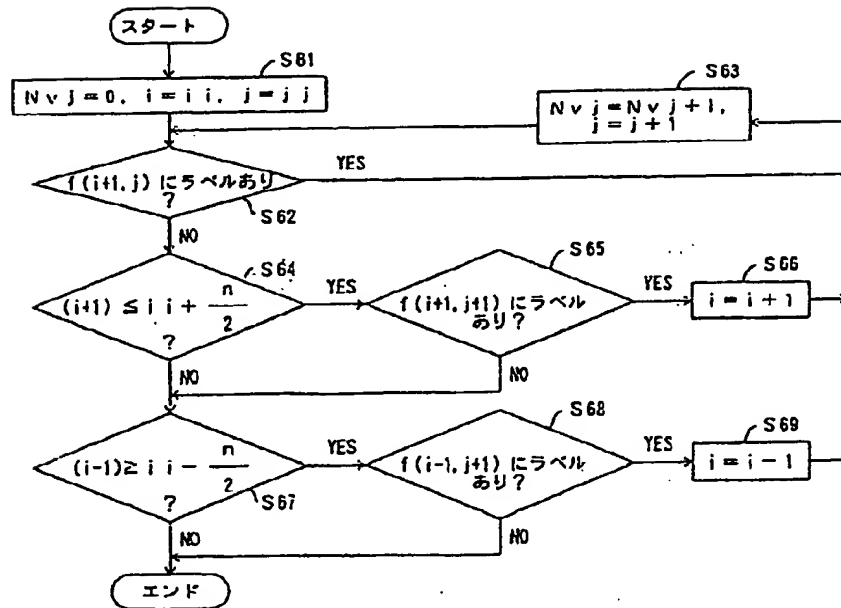 スタート
S61
Nvj=0, i=ii, j=jj
S63
Nvj=Nvj+1,
j=j+1
f(i+1,j)にラベルあり
?
YES
S62
NO
S64
(i+1) ≤ ii + n/2
?
YES
S65
f(i+1,j+1)にラベル
あり?
YES
S66
i=i+1
NO
NO
(i-1) ≥ ii - n/2
?
YES
S67
S68
f(i-1,j+1)にラベル
あり?
YES
S69
i=i-1
NO
NO
エンド